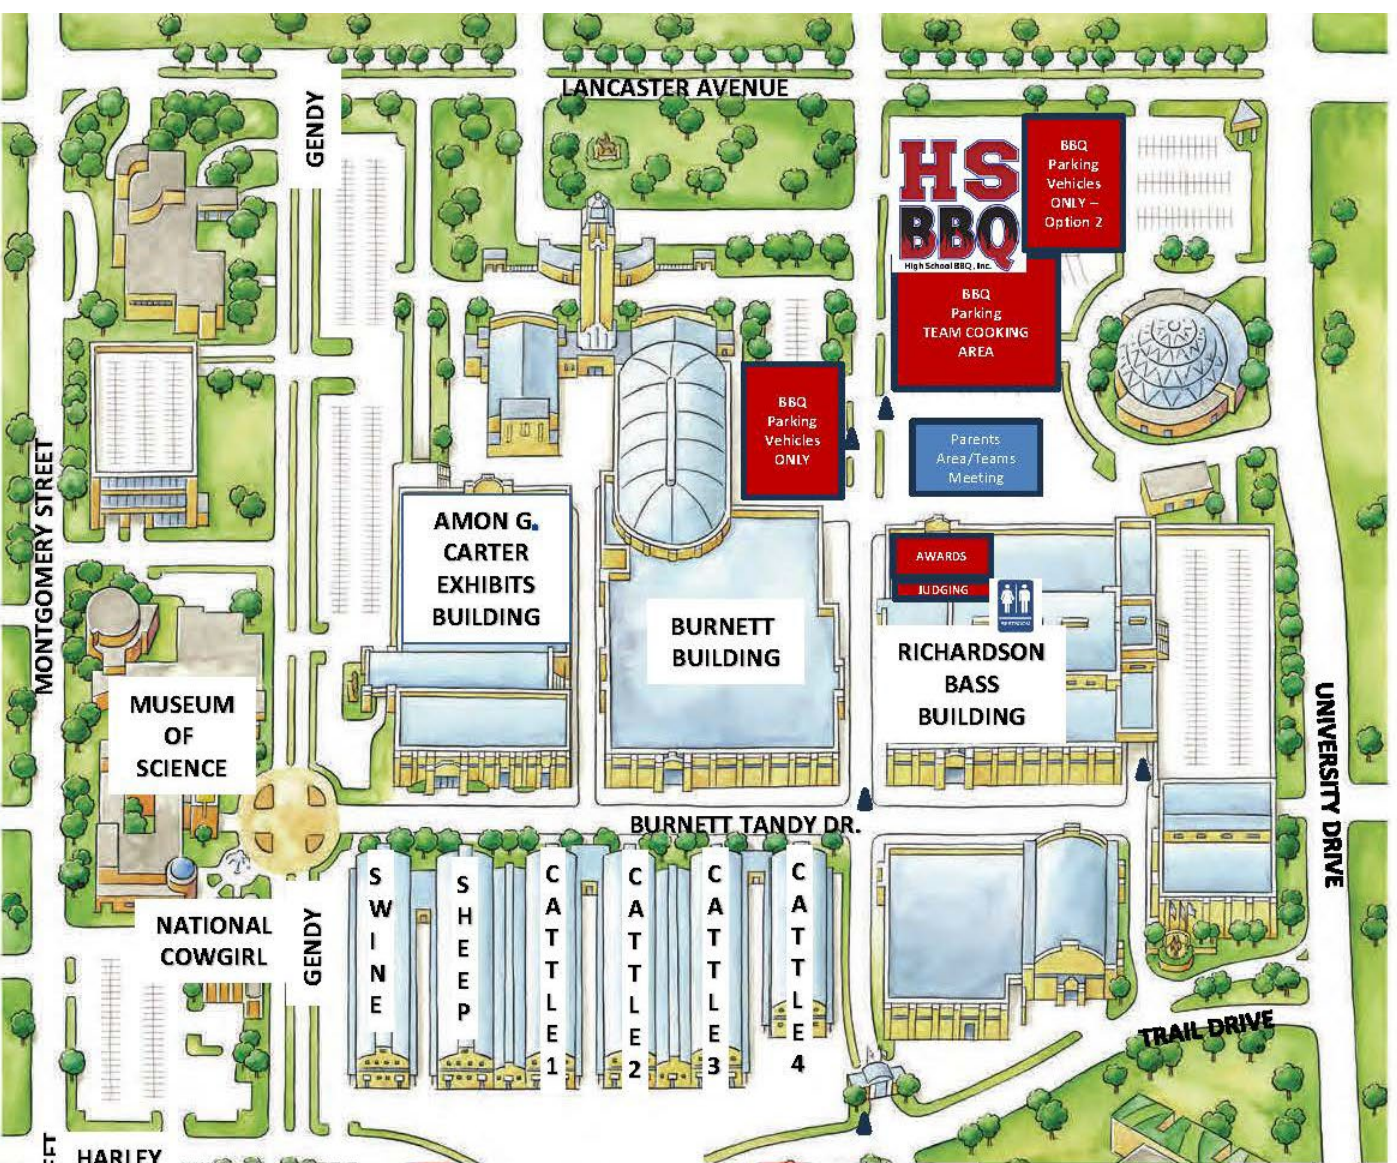 LANCASTER AVENUE
GENDY
HS
BBQ
High School BBQ, Inc.
BBQ
Parking
Vehicles
ONLY –
Option 2
BBQ
Parking
TEAM COOKING
AREA
BBQ
Parking
Vehicles
ONLY
Parents
Area/Teams
Meeting
MONTGOMERY STREET
AMON G.
CARTER
EXHIBITS
BUILDING
BURNETT
BUILDING
AWARDS
JUDGING
RESTROOM
RICHARDSON
BASS
BUILDING
MUSEUM
OF
SCIENCE
UNIVERSITY DRIVE
BURNETT TANDY DR.
NATIONAL
COWGIRL
GENDY
SWINE
SHEEP
CATTLE 1
CATTLE 2
CATTLE 3
CATTLE 4
TRAIL DRIVE
HARLEY